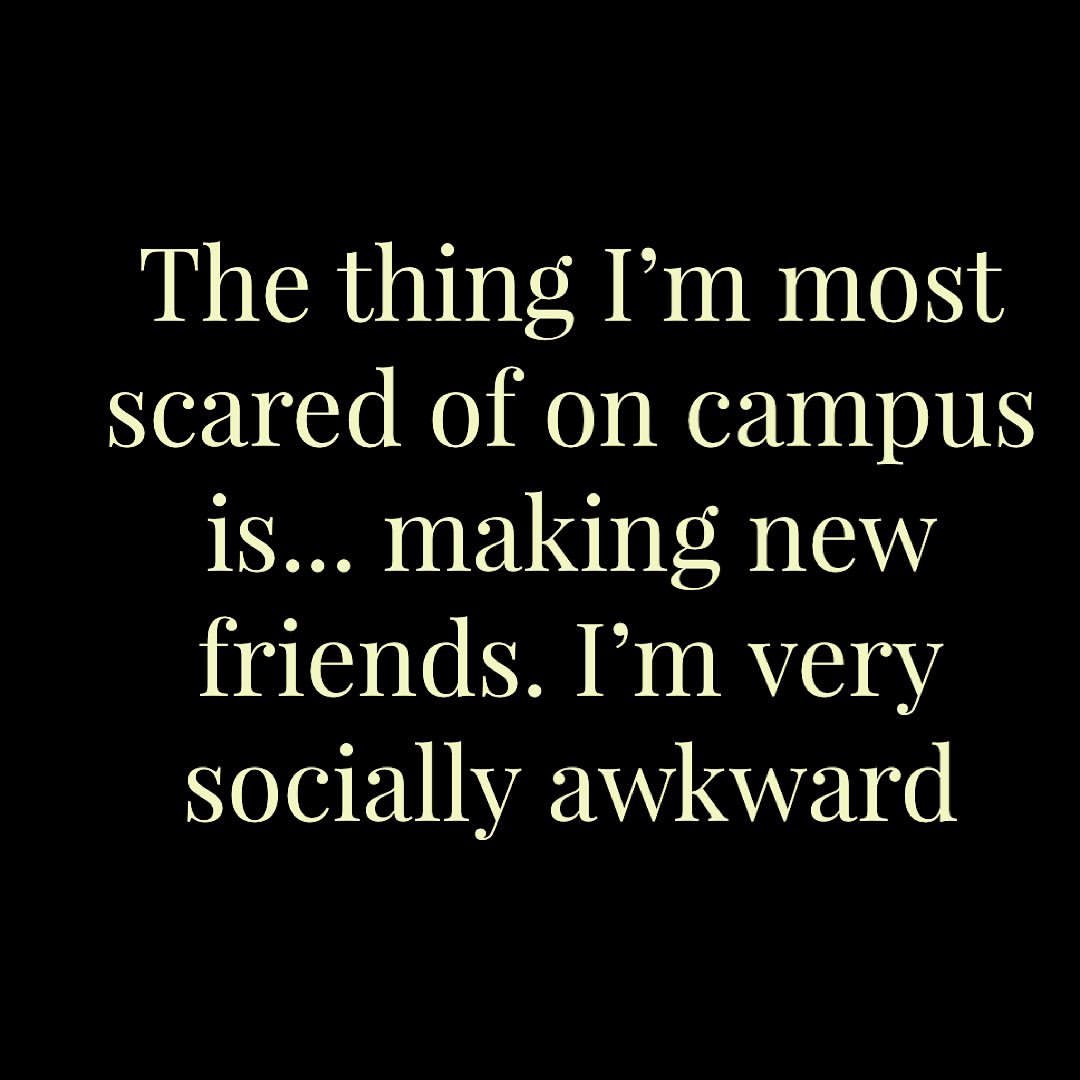 The thing I’m most
scared of on campus
is... making new
friends. I’m very
socially awkward